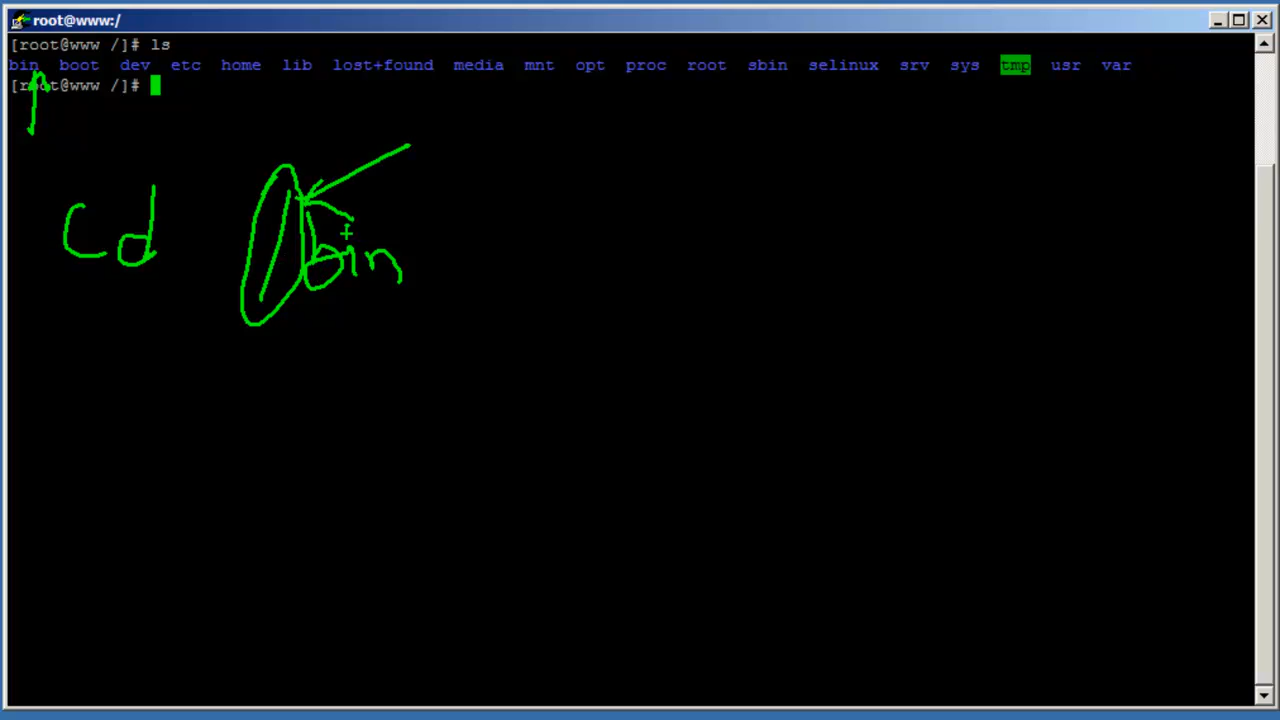 root@www:/
[root@www /]# ls
bin boot dev etc home lib lost+found media mnt opt proc root sbin selinux srv sys tmp usr var
[root@www /]#
cd /bin